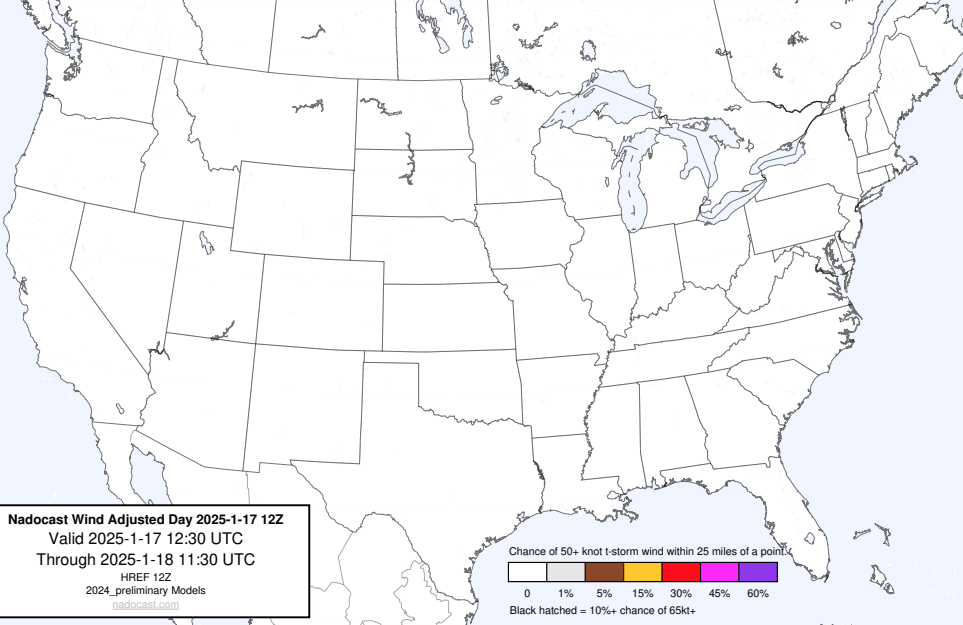 Nadocast Wind Adjusted Day 2025-1-17 12Z
Valid 2025-1-17 12:30 UTC
Through 2025-1-18 11:30 UTC
HREF 12Z
2024_preliminary Models
nadocast.com
Chance of 50+ knot t-storm wind within 25 miles of a point.
0 1% 5% 15% 30% 45% 60%
Black hatched = 10%+ chance of 65kt+